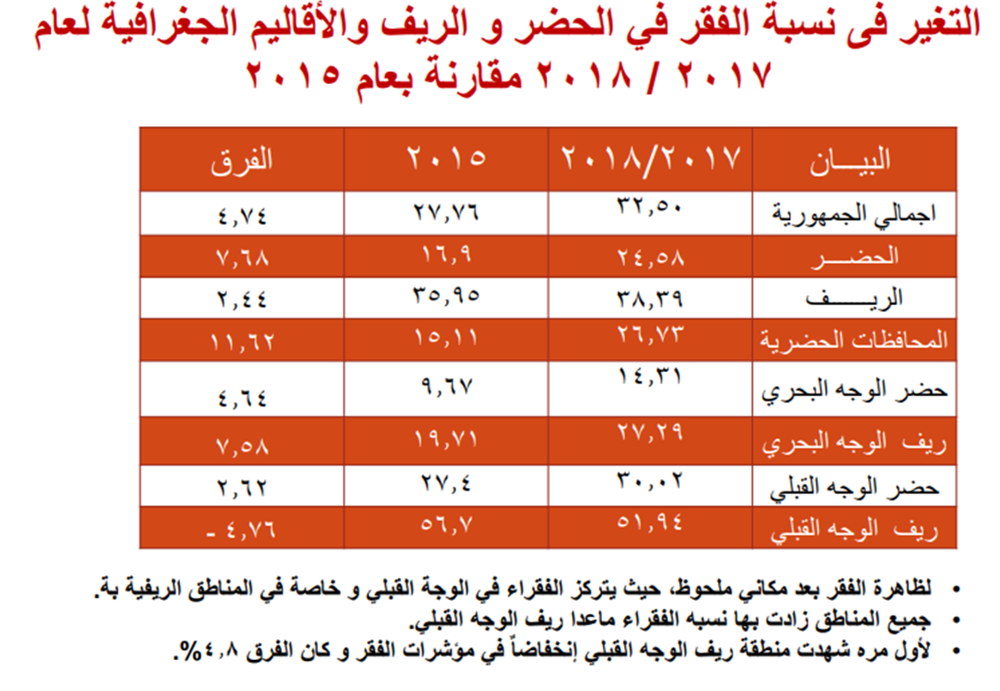 التغير فى نسبة الفقر في الحضر و الريف والأقاليم الجغرافية لعام
٢٠١٧ / ٢٠١٨ مقارنة بعام ٢٠١٥
البيـــان ٢٠١٨/٢٠١٧ ٢٠١٥ الفرق
اجمالي الجمهورية ٣٢,٥٠ ٢٧,٧٦ ٤,٧٤
الحضـــر ٢٤,٥٨ ١٦,٩ ٧,٦٨
الريــــــف ٣٨,٣٩ ٣٥,٩٥ ٢,٤٤
المحافظات الحضرية ٢٦,٧٣ ١٥,١١ ١١,٦٢
حضر الوجه البحري ١٤,٣١ ٩,٦٧ ٤,٦٤
ريف الوجه البحري ٢٧,٢٩ ١٩,٧١ ٧,٥٨
حضر الوجه القبلي ٣٠,٠٢ ٢٧,٤ ٢,٦٢
ريف الوجه القبلي ٥١,٩٤ ٥٦,٧ ٤,٧٦ -
• لظاهرة الفقر بعد مكاني ملحوظ، حيث يتركز الفقراء في الوجة القبلي و خاصة في المناطق الريفية بة.
• جميع المناطق زادت بها نسبه الفقراء ماعدا ريف الوجه القبلي.
• لأول مره شهدت منطقة ريف الوجه القبلي إنخفاضاً في مؤشرات الفقر و كان الفرق ٤,٨%.